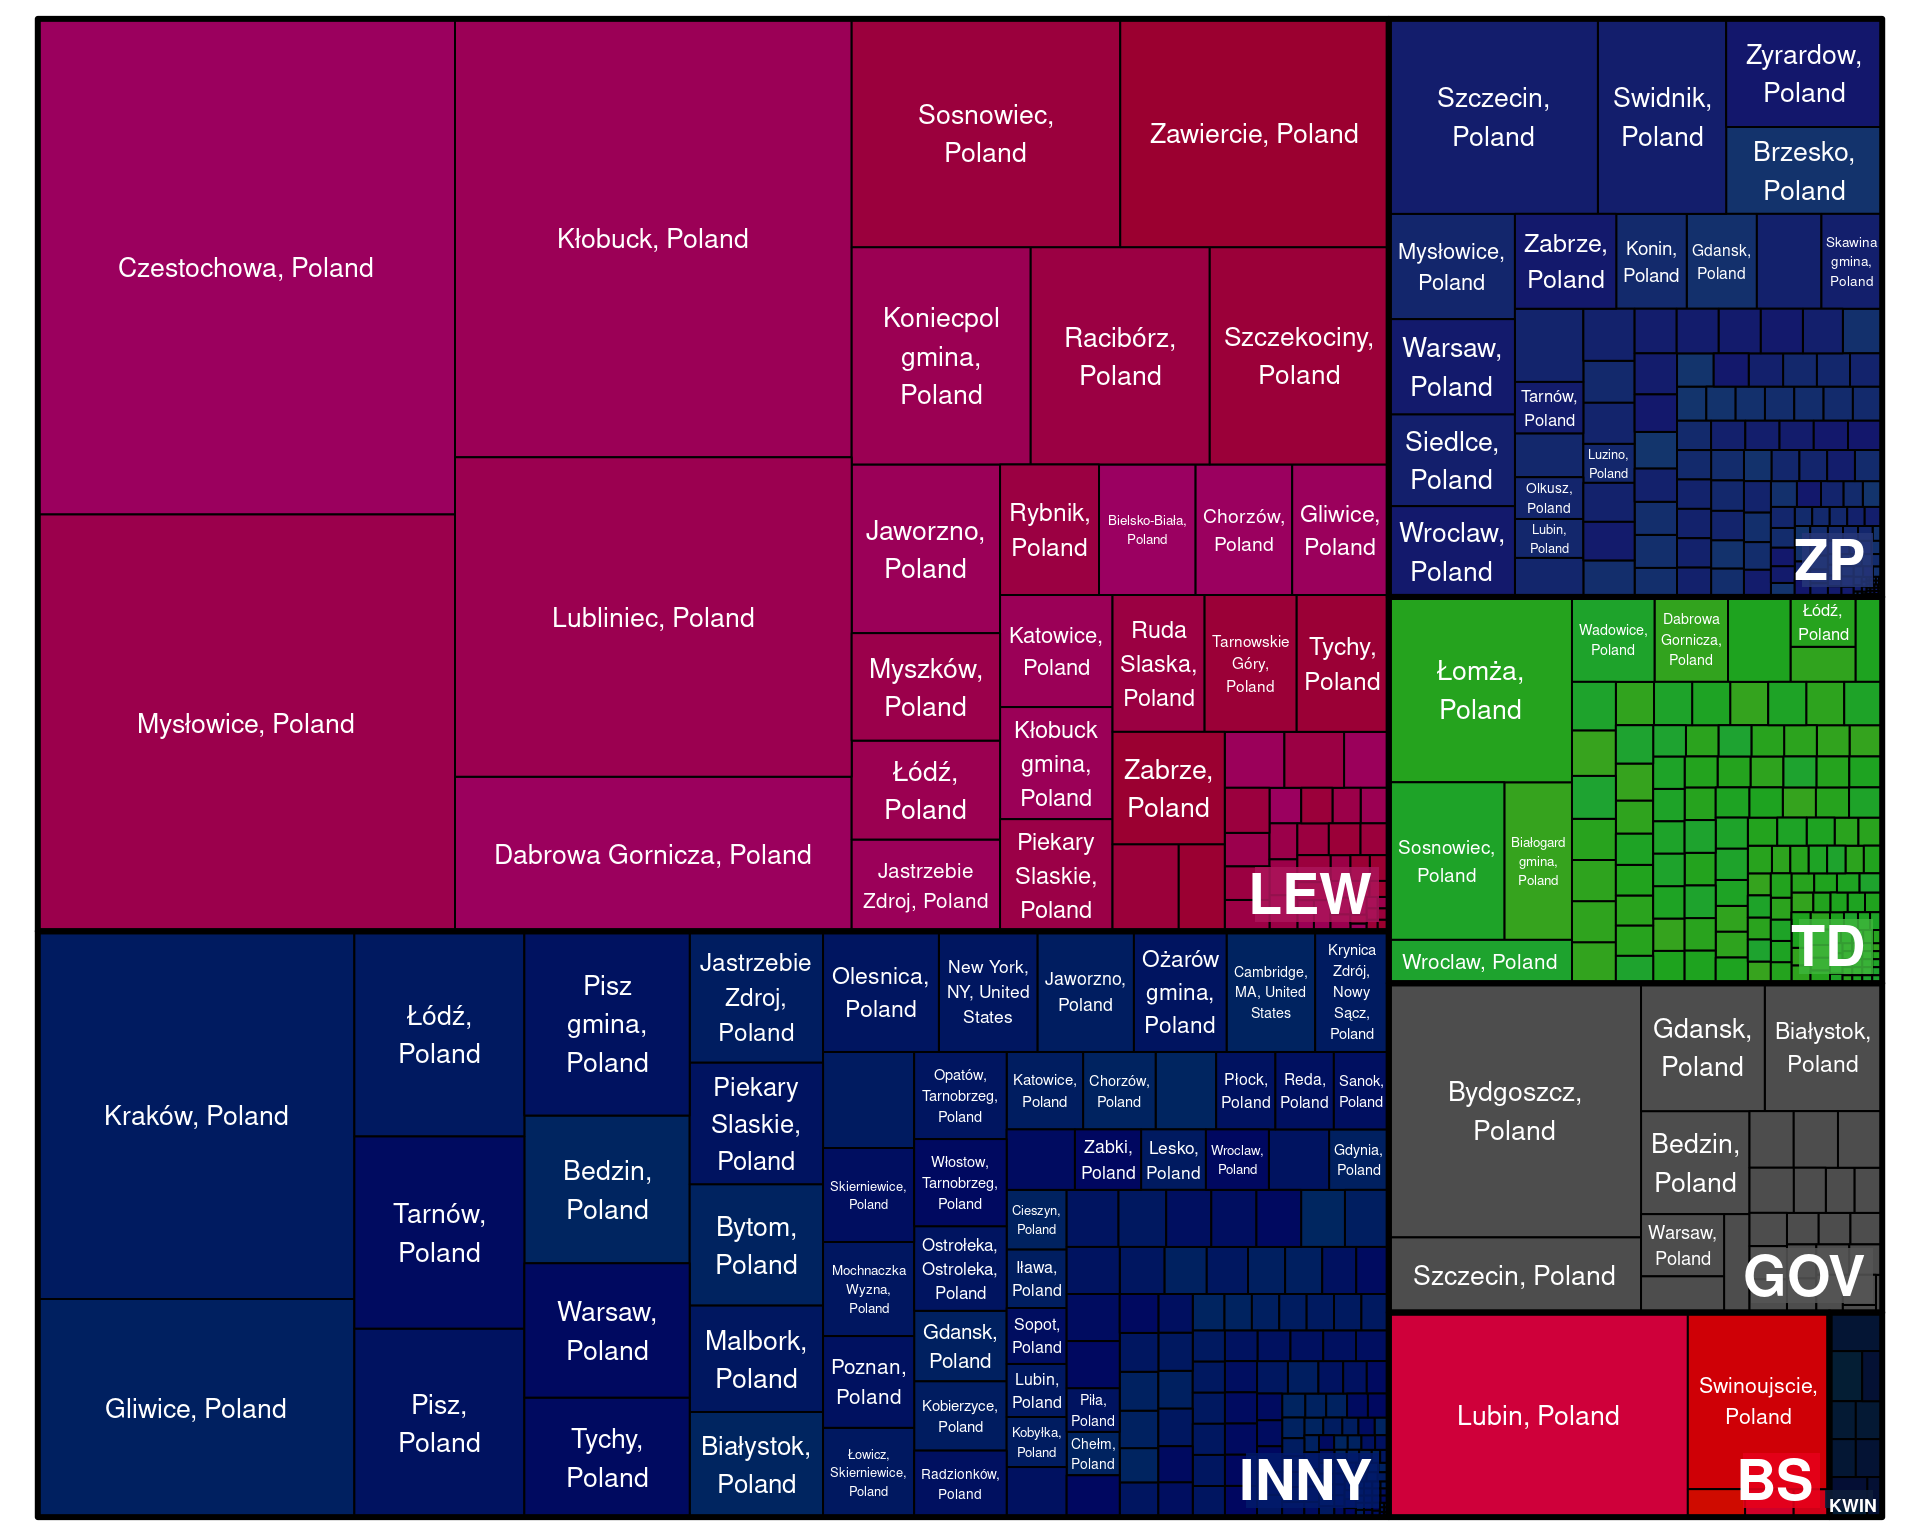 Czestochowa, Poland
Mysłowice, Poland
Kłobuck, Poland
Lubliniec, Poland
Dabrowa Gornicza, Poland
Sosnowiec,
Poland
Zawiercie, Poland
Koniecpol
gmina,
Poland
Racibórz,
Poland
Szczekociny,
Poland
Jaworzno,
Poland
Myszków,
Poland
Łódź,
Poland
Jastrzebie
Zdroj, Poland
Rybnik,
Poland
Bielsko-Biała,
Poland
Chorzów,
Poland
Gliwice,
Poland
Katowice,
Poland
Kłobuck
gmina,
Poland
Piekary
Slaskie,
Poland
Ruda
Slaska,
Poland
Tarnowskie
Góry,
Poland
Tychy,
Poland
Zabrze,
Poland
LEW
Szczecin,
Poland
Swidnik,
Poland
Zyrardow,
Poland
Brzesko,
Poland
Mysłowice,
Poland
Zabrze,
Poland
Konin,
Poland
Gdansk,
Poland
Skawina
gmina,
Poland
Warsaw,
Poland
Siedlce,
Poland
Wroclaw,
Poland
Tarnów,
Poland
Olkusz,
Poland
Lubin,
Poland
Luzino,
Poland
ZP
Łomża,
Poland
Sosnowiec,
Poland
Białogard
gmina,
Poland
Wroclaw, Poland
Wadowice,
Poland
Dabrowa
Gornicza,
Poland
Łódź,
Poland
TD
Kraków, Poland
Gliwice, Poland
Łódź,
Poland
Tarnów,
Poland
Pisz,
Poland
Pisz
gmina,
Poland
Bedzin,
Poland
Warsaw,
Poland
Tychy,
Poland
Jastrzebie
Zdroj,
Poland
Piekary
Slaskie,
Poland
Bytom,
Poland
Malbork,
Poland
Białystok,
Poland
Olesnica,
Poland
New York,
NY, United
States
Jaworzno,
Poland
Ożarów
gmina,
Poland
Cambridge,
MA, United
States
Krynica
Zdrój,
Nowy
Sącz,
Poland
Skierniewice,
Poland
Mochnaczka
Wyzna,
Poland
Poznan,
Poland
Łowicz,
Skierniewice,
Poland
Opatów,
Tarnobrzeg,
Poland
Włostow,
Tarnobrzeg,
Poland
Ostrołeka,
Ostroleka,
Poland
Gdansk,
Poland
Kobierzyce,
Poland
Radzionków,
Poland
Katowice,
Poland
Chorzów,
Poland
Płock,
Poland
Reda,
Poland
Sanok,
Poland
Zabki,
Poland
Lesko,
Poland
Wroclaw,
Poland
Gdynia,
Poland
Cieszyn,
Poland
Iława,
Poland
Sopot,
Poland
Lubin,
Poland
Kobyłka,
Poland
Piła,
Poland
Chełm,
Poland
INNY
Bydgoszcz,
Poland
Szczecin, Poland
Gdansk,
Poland
Białystok,
Poland
Bedzin,
Poland
Warsaw,
Poland
GOV
Lubin, Poland
Swinoujscie,
Poland
BS
KWIN